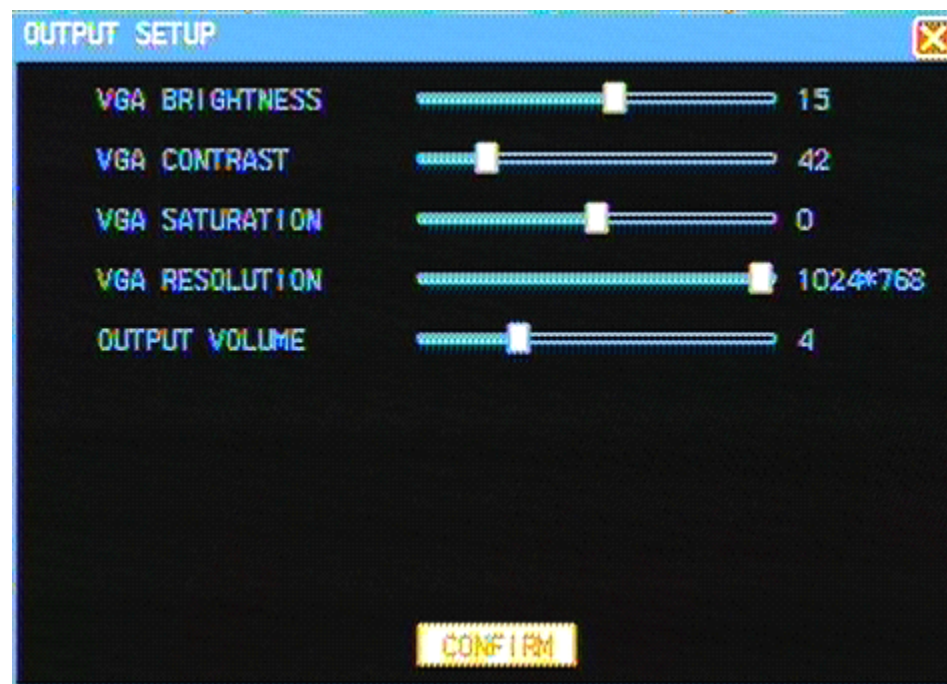 OUTPUT SETUP
VGA BRIGHTNESS 15
VGA CONTRAST 42
VGA SATURATION 0
VGA RESOLUTION 1024*768
OUTPUT VOLUME 4
CONFIRM